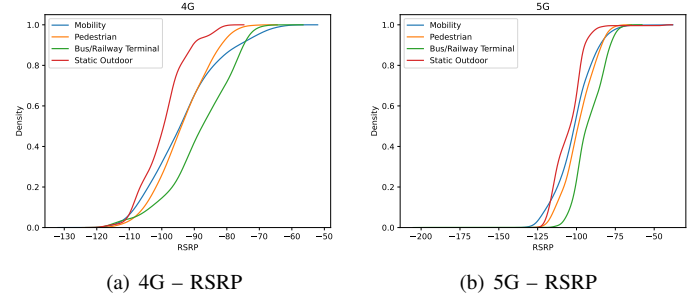 4G
Density
1.0
0.8
0.6
0.4
0.2
0.0
Mobility
Pedestrian
Bus/Railway Terminal
Static Outdoor
−130 −120 −110 −100 −90 −80 −70 −60 −50
RSRP
(a) 4G – RSRP
5G
Density
1.0
0.8
0.6
0.4
0.2
0.0
Mobility
Pedestrian
Bus/Railway Terminal
Static Outdoor
−200 −175 −150 −125 −100 −75 −50
RSRP
(b) 5G – RSRP